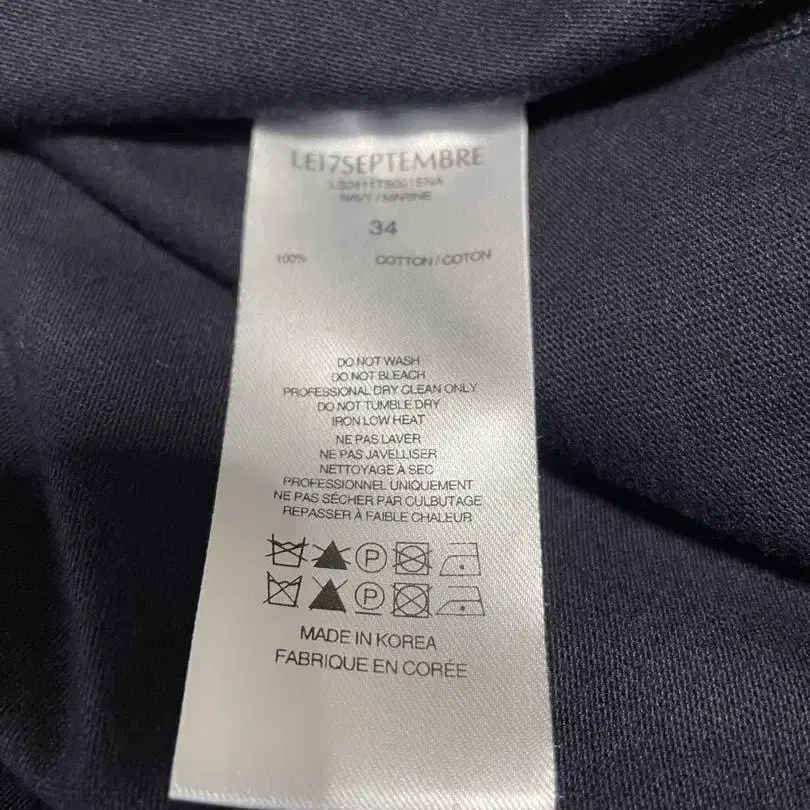 LE17SEPTEMBRE
NAVY / MARINE
34
100% COTTON / COTON
DO NOT WASH
DO NOT BLEACH
PROFESSIONAL DRY CLEAN ONLY
DO NOT TUMBLE DRY
IRON LOW HEAT
NE PAS LAVER
NE PAS JAVELLISER
NETTOYAGE À SEC
PROFESSIONNEL UNIQUEMENT
NE PAS SÉCHER PAR CULBUTAGE
REPASSER À FAIBLE CHALEUR
P
P
MADE IN KOREA
FABRIQUE EN CORÉE